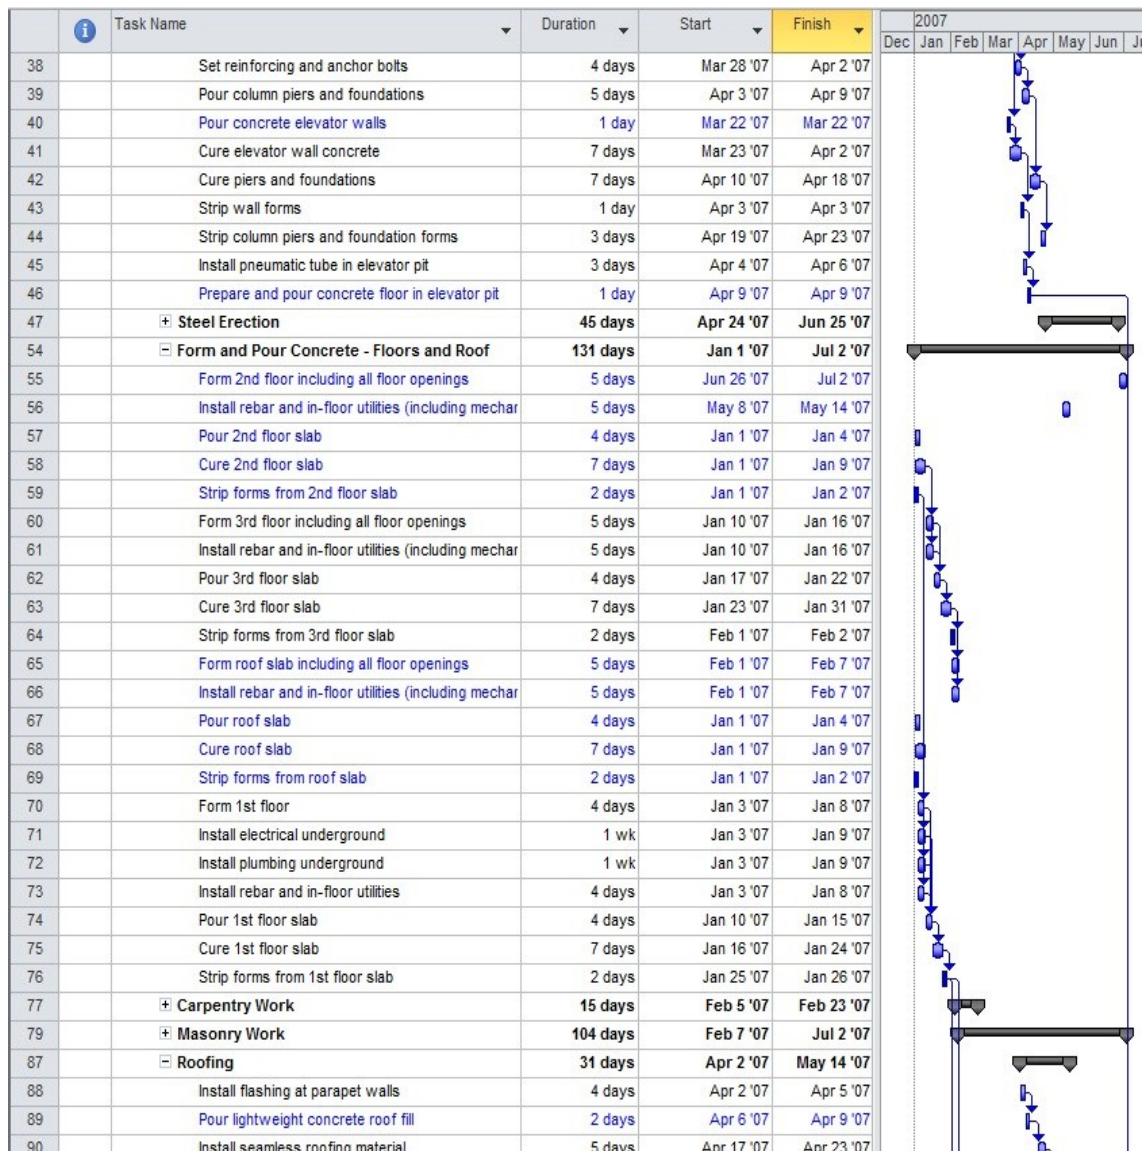 Task Name Duration Start Finish 2007
Dec Jan Feb Mar Apr May Jun
38 Set reinforcing and anchor bolts 4 days Mar 28 '07 Apr 2 '07
39 Pour column piers and foundations 5 days Apr 3 '07 Apr 9 '07
40 Pour concrete elevator walls 1 day Mar 22 '07 Mar 22 '07
41 Cure elevator wall concrete 7 days Mar 23 '07 Apr 2 '07
42 Cure piers and foundations 7 days Apr 10 '07 Apr 18 '07
43 Strip wall forms 1 day Apr 3 '07 Apr 3 '07
44 Strip column piers and foundation forms 3 days Apr 19 '07 Apr 23 '07
45 Install pneumatic tube in elevator pit 3 days Apr 4 '07 Apr 6 '07
46 Prepare and pour concrete floor in elevator pit 1 day Apr 9 '07 Apr 9 '07
47 Steel Erection 45 days Apr 24 '07 Jun 25 '07
54 Form and Pour Concrete - Floors and Roof 131 days Jan 1 '07 Jul 2 '07
55 Form 2nd floor including all floor openings 5 days Jun 26 '07 Jul 2 '07
56 Install rebar and in-floor utilities (including mechar 5 days May 8 '07 May 14 '07
57 Pour 2nd floor slab 4 days Jan 1 '07 Jan 4 '07
58 Cure 2nd floor slab 7 days Jan 1 '07 Jan 9 '07
59 Strip forms from 2nd floor slab 2 days Jan 1 '07 Jan 2 '07
60 Form 3rd floor including all floor openings 5 days Jan 10 '07 Jan 16 '07
61 Install rebar and in-floor utilities (including mechar 5 days Jan 10 '07 Jan 16 '07
62 Pour 3rd floor slab 4 days Jan 17 '07 Jan 22 '07
63 Cure 3rd floor slab 7 days Jan 23 '07 Jan 31 '07
64 Strip forms from 3rd floor slab 2 days Feb 1 '07 Feb 2 '07
65 Form roof slab including all floor openings 5 days Feb 1 '07 Feb 7 '07
66 Install rebar and in-floor utilities (including mechar 5 days Feb 1 '07 Feb 7 '07
67 Pour roof slab 4 days Jan 1 '07 Jan 4 '07
68 Cure roof slab 7 days Jan 1 '07 Jan 9 '07
69 Strip forms from roof slab 2 days Jan 1 '07 Jan 2 '07
70 Form 1st floor 4 days Jan 3 '07 Jan 8 '07
71 Install electrical underground 1 wk Jan 3 '07 Jan 9 '07
72 Install plumbing underground 1 wk Jan 3 '07 Jan 9 '07
73 Install rebar and in-floor utilities 4 days Jan 3 '07 Jan 8 '07
74 Pour 1st floor slab 4 days Jan 10 '07 Jan 15 '07
75 Cure 1st floor slab 7 days Jan 16 '07 Jan 24 '07
76 Strip forms from 1st floor slab 2 days Jan 25 '07 Jan 26 '07
77 Carpentry Work 15 days Feb 5 '07 Feb 23 '07
79 Masonry Work 104 days Feb 7 '07 Jul 2 '07
87 Roofing 31 days Apr 2 '07 May 14 '07
88 Install flashing at parapet walls 4 days Apr 2 '07 Apr 5 '07
89 Pour lightweight concrete roof fill 2 days Apr 6 '07 Apr 9 '07
90 Install seamless roofing material 5 days Apr 17 '07 Apr 23 '07